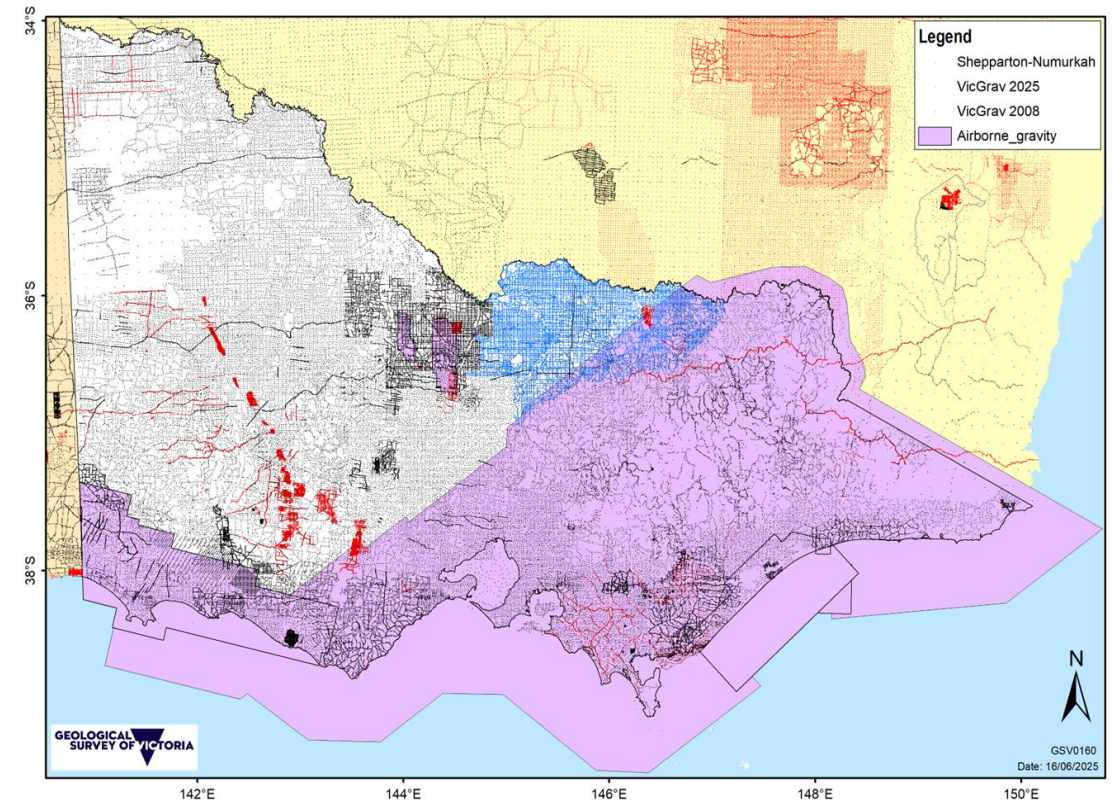 34°S
Legend
Shepparton-Numurkah
VicGrav 2025
VicGrav 2008
Airborne_gravity
36°S
38°S
N
GEOLOGICAL
SURVEY OF VICTORIA
GSV0160
Date: 16/06/2025
142°E
144°E
146°E
148°E
150°E